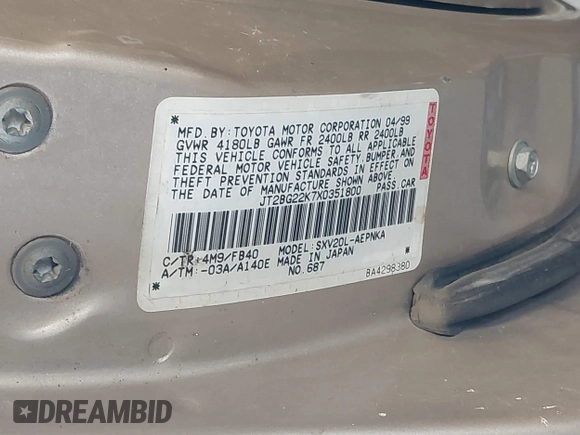 MFD. BY: TOYOTA MOTOR CORPORATION 04/99
GVWR 4180LB GAWR FR 2400LB RR 2400LB
THIS VEHICLE CONFORMS TO ALL APPLICABLE
FEDERAL MOTOR VEHICLE SAFETY, BUMPER, AND
THEFT PREVENTION STANDARDS IN EFFECT ON
THE DATE OF MANUFACTURE SHOWN ABOVE.
JT2BG22K7X0351800 PASS. CAR
C/TR: 4M9/FB40 MODEL: SXV20L-AEPNKA
A/TM: -03A/A140E MADE IN JAPAN
NO. 687
BA4298380
TOYOTA
DREAMBID